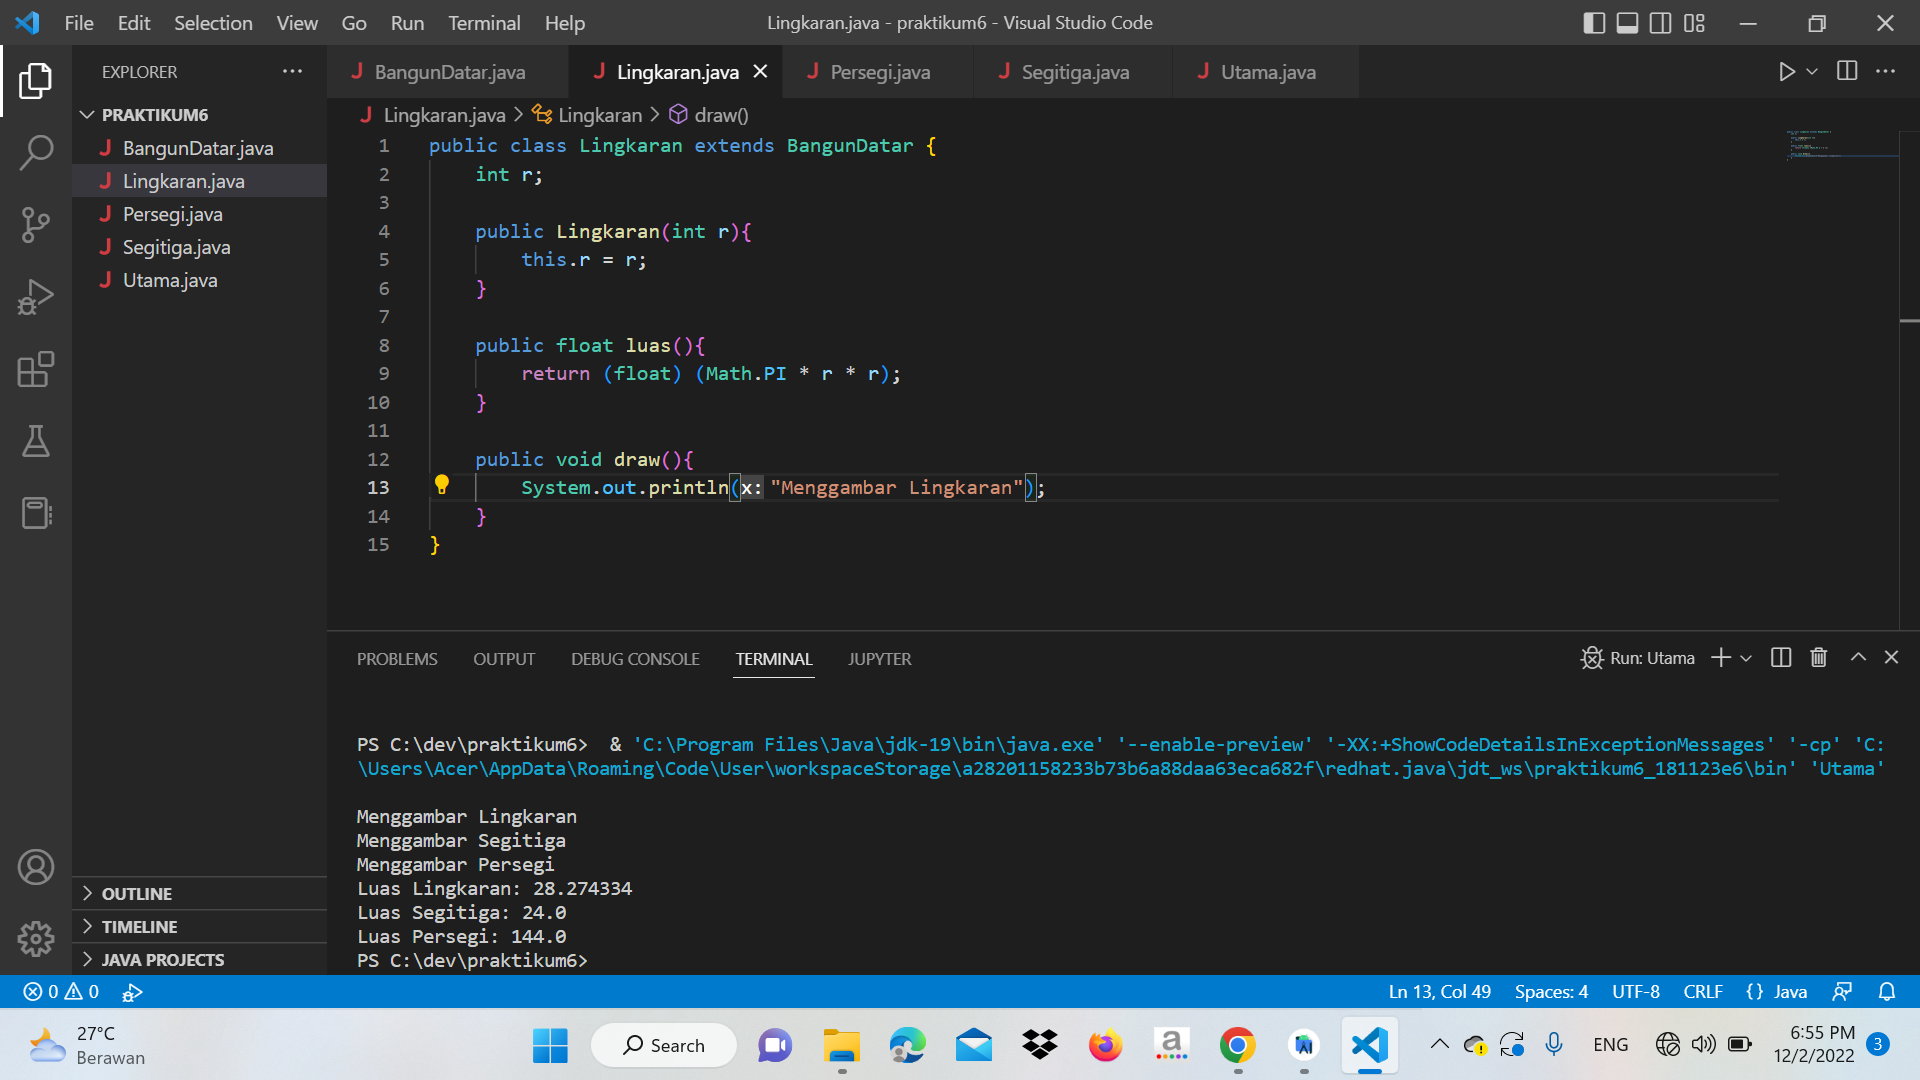 File Edit Selection View Go Run Terminal Help Lingkaran.java - praktikum6 - Visual Studio Code
EXPLORER
PRAKTIKUM6
BangunDatar.java
Lingkaran.java
Persegi.java
Segitiga.java
Utama.java
OUTLINE
TIMELINE
JAVA PROJECTS
BangunDatar.java Lingkaran.java Persegi.java Segitiga.java Utama.java
Lingkaran.java > Lingkaran > draw()
1 public class Lingkaran extends BangunDatar {
2 int r;
3
4 public Lingkaran(int r){
5 this.r = r;
6 }
7
8 public float luas(){
9 return (float) (Math.PI * r * r);
10 }
11
12 public void draw(){
13 System.out.println(x: "Menggambar Lingkaran");
14 }
15 }
PROBLEMS OUTPUT DEBUG CONSOLE TERMINAL JUPYTER Run: Utama
PS C:\dev\praktikum6> & 'C:\Program Files\Java\jdk-19\bin\java.exe' '--enable-preview' '-XX:+ShowCodeDetailsInExceptionMessages' '-cp' 'C:
\Users\Acer\AppData\Roaming\Code\User\workspaceStorage\a28201158233b73b6a88daa63eca682f\redhat.java\jdt_ws\praktikum6_181123e6\bin' 'Utama'
Menggambar Lingkaran
Menggambar Segitiga
Menggambar Persegi
Luas Lingkaran: 28.274334
Luas Segitiga: 24.0
Luas Persegi: 144.0
PS C:\dev\praktikum6>
0 0 Ln 13, Col 49 Spaces: 4 UTF-8 CRLF {} Java
27°C
Berawan
Search
ENG
6:55 PM
12/2/2022
3